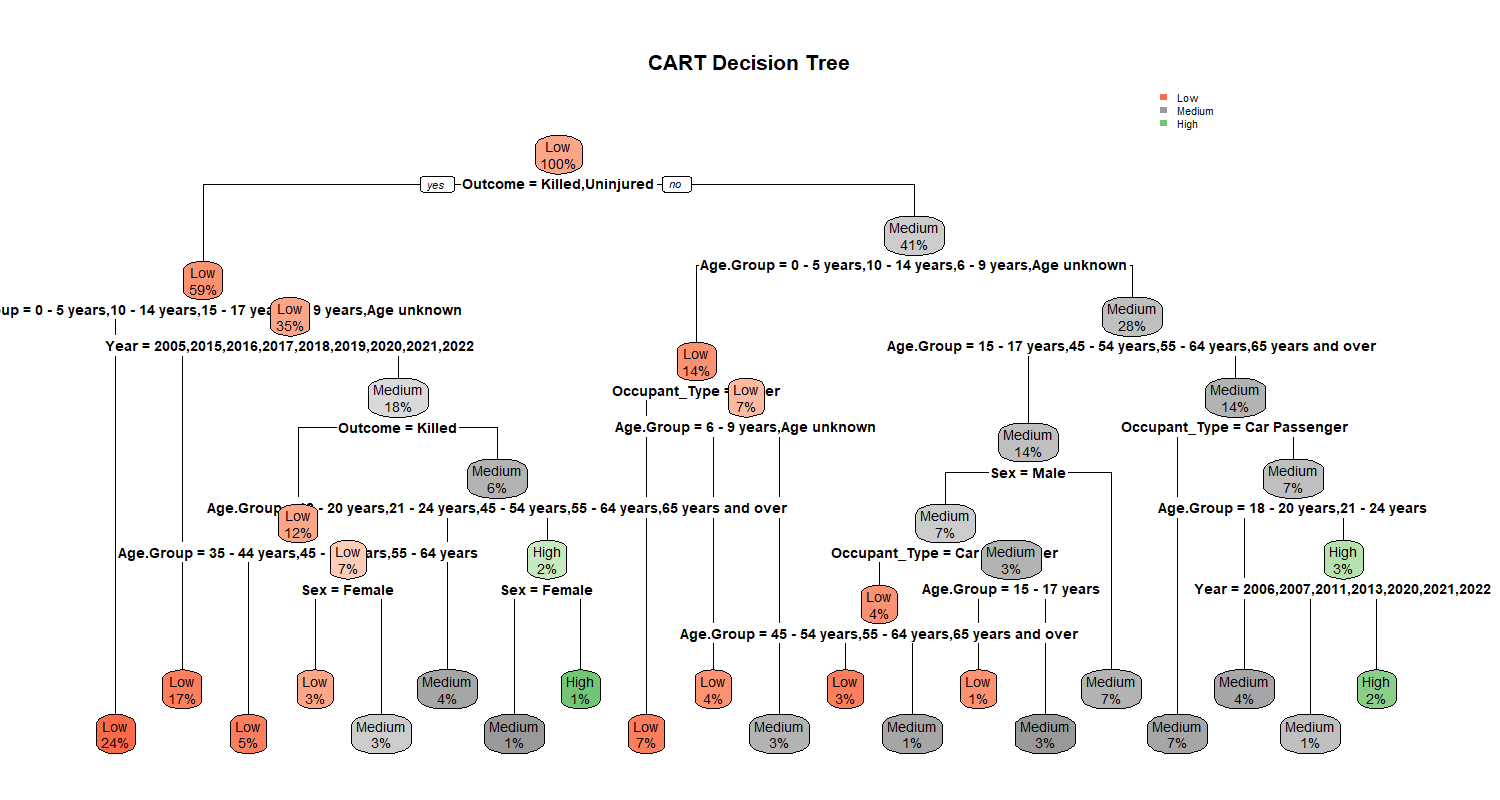 CART Decision Tree
Low
Medium
High
Low
100%
yes
Outcome = Killed,Uninjured
no
Medium
41%
Age.Group = 0 - 5 years,10 - 14 years,6 - 9 years,Age unknown
Low
59%
up = 0 - 5 years,10 - 14 years,15 - 17 yea
9 years,Age unknown
Low
35%
Medium
28%
Year = 2005,2015,2016,2017,2018,2019,2020,2021,2022
Age.Group = 15 - 17 years,45 - 54 years,55 - 64 years,65 years and over
Low
14%
Occupant_Type =
er
Low
7%
Medium
18%
Medium
14%
Outcome = Killed
Age.Group = 6 - 9 years,Age unknown
Occupant_Type = Car Passenger
Medium
14%
Sex = Male
Medium
6%
Medium
7%
Age.Group
- 20 years,21 - 24 years,45 - 54 years,55 - 64 years,65 years and over
Age.Group = 18 - 20 years,21 - 24 years
Low
12%
Medium
7%
Age.Group = 35 - 44 years,45 -
ars,55 - 64 years
Low
7%
High
2%
Occupant_Type = Car
er
Medium
3%
High
3%
Sex = Female
Sex = Female
Age.Group = 15 - 17 years
Year = 2006,2007,2011,2013,2020,2021,2022
Low
4%
Age.Group = 45 - 54 years,55 - 64 years,65 years and over
Low
17%
Low
3%
Medium
4%
High
1%
Low
4%
Low
3%
Low
1%
Medium
7%
Medium
4%
High
2%
Low
24%
Low
5%
Medium
3%
Medium
1%
Low
7%
Medium
3%
Medium
1%
Medium
3%
Medium
7%
Medium
1%